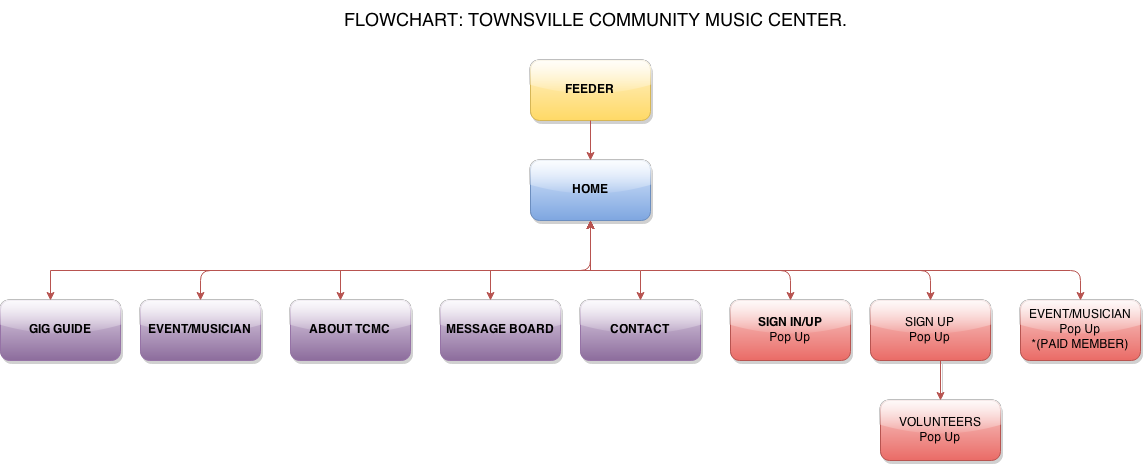 FLOWCHART: TOWNSVILLE COMMUNITY MUSIC CENTER.
FEEDER
HOME
GIG GUIDE
EVENT/MUSICIAN
ABOUT TCMC
MESSAGE BOARD
CONTACT
SIGN IN/UP
Pop Up
SIGN UP
Pop Up
EVENT/MUSICIAN
Pop Up
*(PAID MEMBER)
VOLUNTEERS
Pop Up